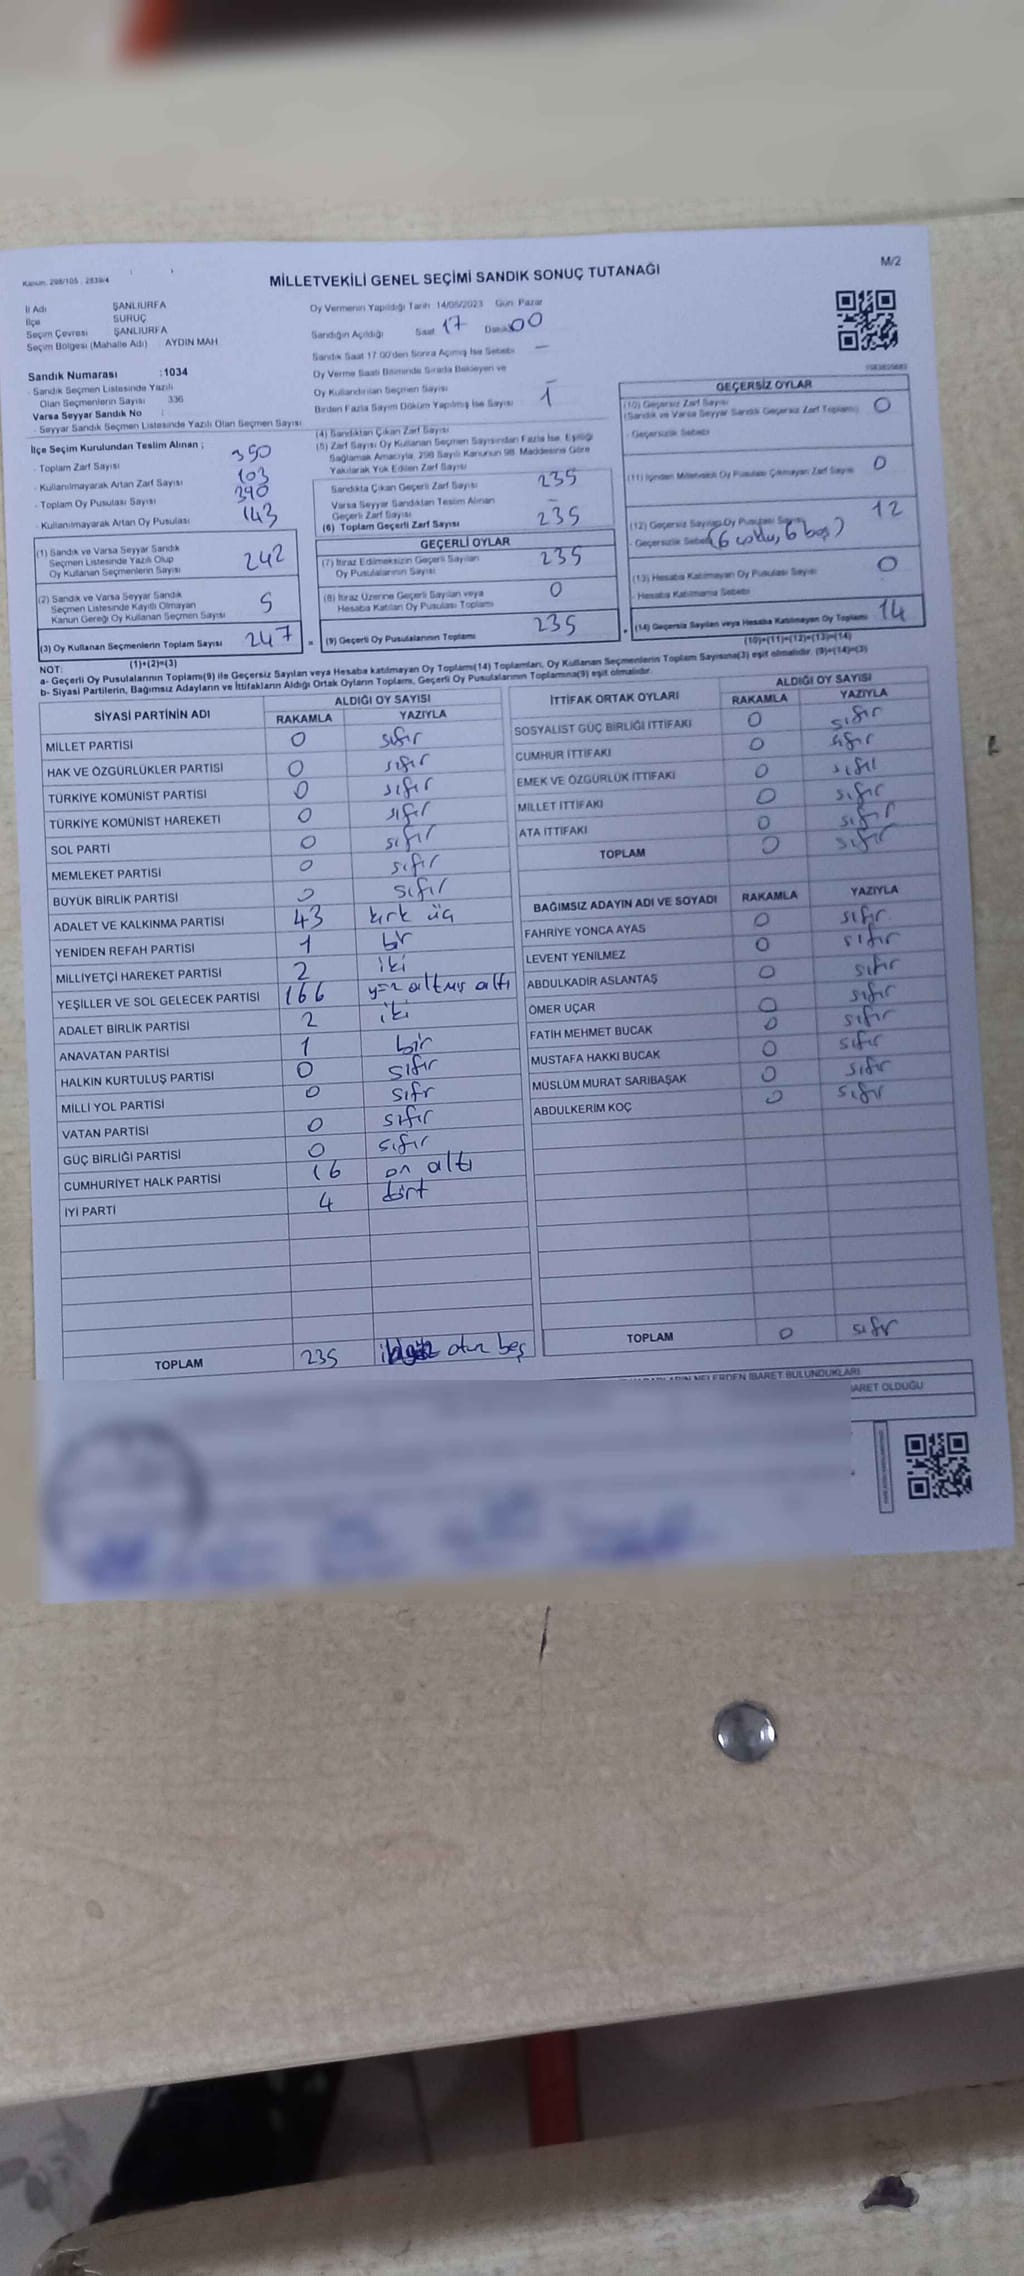 Kanun: 298/105 , 2839/4
M/2
MİLLETVEKİLİ GENEL SEÇİMİ SANDIK SONUÇ TUTANAĞI
İl Adı ŞANLIURFA
İlçe SURUÇ
Seçim Çevresi ŞANLIURFA
Seçim Bölgesi (Mahalle Adı) AYDIN MAH.
Sandık Numarası :1034
- Sandık Seçmen Listesinde Yazılı
Olan Seçmenlerin Sayısı 336
Varsa Seyyar Sandık No :
- Seyyar Sandık Seçmen Listesinde Yazılı Olan Seçmen Sayısı
Oy Vermenin Yapıldığı Tarih :14/05/2023 Gün: Pazar
Sandığın Açıldığı Saat 17 Dakika 00
Sandık Saat 17:00'den Sonra Açımış İse Sebebi —
Oy Verme Saati Bitiminde Sırada Bekleyen ve
Oy Kullandırılan Seçmen Sayısı —
Birden Fazla Sayım Döküm Yapılmış İse Sayısı 1
İlçe Seçim Kurulundan Teslim Alınan ;
- Toplam Zarf Sayısı 350
- Kullanılmayarak Artan Zarf Sayısı 103
- Toplam Oy Pusulası Sayısı 390
- Kullanılmayarak Artan Oy Pusulası 143
(1) Sandık ve Varsa Seyyar Sandık
Seçmen Listesinde Yazılı Olup
Oy Kullanan Seçmenlerin Sayısı 242
(2) Sandık ve Varsa Seyyar Sandık
Seçmen Listesinde Kayıtlı Olmayan
Kanun Gereği Oy Kullanan Seçmen Sayısı 5
(3) Oy Kullanan Seçmenlerin Toplam Sayısı 247
(1)+(2)=(3)
(4) Sandıktan Çıkan Zarf Sayısı
(5) Zarf Sayısı Oy Kullanan Seçmen Sayısından Fazla İse, Eşitliği
Sağlamak Amacıyla, 298 Sayılı Kanunun 98. Maddesine Göre
Yakılarak Yok Edilen Zarf Sayısı
Sandıkta Çıkan Geçerli Zarf Sayısı 235
Varsa Seyyar Sandıktan Teslim Alınan
Geçerli Zarf Sayısı —
(6) Toplam Geçerli Zarf Sayısı 235
GEÇERLİ OYLAR
(7) İtiraz Edilmeksizin Geçerli Sayılan
Oy Pusulalarının Sayısı 235
(8) İtiraz Üzerine Geçerli Sayılan veya
Hesaba Katılan Oy Pusulası Toplamı 0
= (9) Geçerli Oy Pusulalarının Toplamı 235
GEÇERSİZ OYLAR
(10) Geçersiz Zarf Sayısı 0
(Sandık ve Varsa Seyyar Sandık Geçersiz Zarf Toplamı)
- Geçersizlik Sebebi
(11) İçinden Milletvekili Oy Pusulası Çıkmayan Zarf Sayısı 0
(12) Geçersiz Sayılan Oy Pusulası Sayısı 12
- Geçersizlik Sebebi (6 çoklu, 6 boş)
(13) Hesaba Katılmayan Oy Pusulası Sayısı 0
- Hesaba Katılmama Sebebi
+ (14) Geçersiz Sayılan veya Hesaba Katılmayan Oy Toplamı 14
(10)+(11)+(12)+(13)=(14)
NOT:
a- Geçerli Oy Pusulalarının Toplamı(9) ile Geçersiz Sayılan veya Hesaba katılmayan Oy Toplamı(14) Toplamları, Oy Kullanan Seçmenlerin Toplam Sayısına(3) eşit olmalıdır. (9)+(14)=(3)
b- Siyasi Partilerin, Bağımsız Adayların ve İttifakların Aldığı Ortak Oyların Toplamı, Geçerli Oy Pusulalarının Toplamına(9) eşit olmalıdır.
SİYASİ PARTİNİN ADI ALDIĞI OY SAYISI
RAKAMLA YAZIYLA
MİLLET PARTİSİ 0 sıfır
HAK VE ÖZGÜRLÜKLER PARTİSİ 0 sıfır
TÜRKİYE KOMÜNİST PARTİSİ 0 sıfır
TÜRKİYE KOMÜNİST HAREKETİ 0 sıfır
SOL PARTİ 0 sıfır
MEMLEKET PARTİSİ 0 sıfır
BÜYÜK BİRLİK PARTİSİ 0 sıfır
ADALET VE KALKINMA PARTİSİ 43 kırk üç
YENİDEN REFAH PARTİSİ 1 bir
MİLLİYETÇİ HAREKET PARTİSİ 2 iki
YEŞİLLER VE SOL GELECEK PARTİSİ 166 yüz altmış altı
ADALET BİRLİK PARTİSİ 2 iki
ANAVATAN PARTİSİ 1 bir
HALKIN KURTULUŞ PARTİSİ 0 sıfır
MİLLİ YOL PARTİSİ 0 sıfır
VATAN PARTİSİ 0 sıfır
GÜÇ BİRLİĞİ PARTİSİ 0 sıfır
CUMHURİYET HALK PARTİSİ 16 on altı
İYİ PARTİ 4 dört
TOPLAM 235 otuz beş
İTTİFAK ORTAK OYLARI ALDIĞI OY SAYISI
RAKAMLA YAZIYLA
SOSYALİST GÜÇ BİRLİĞİ İTTİFAKI 0 sıfır
CUMHUR İTTİFAKI 0 sıfır
EMEK VE ÖZGÜRLÜK İTTİFAKI 0 sıfır
MİLLET İTTİFAKI 0 sıfır
ATA İTTİFAKI 0 sıfır
TOPLAM 0 sıfır
BAĞIMSIZ ADAYIN ADI VE SOYADI RAKAMLA YAZIYLA
FAHRİYE YONCA AYAS 0 sıfır
LEVENT YENİLMEZ 0 sıfır
ABDULKADİR ASLANTAŞ 0 sıfır
ÖMER UÇAR 0 sıfır
FATİH MEHMET BUCAK 0 sıfır
MUSTAFA HAKKI BUCAK 0 sıfır
MÜSLÜM MURAT SARIBAŞAK 0 sıfır
ABDULKERİM KOÇ 0 sıfır
TOPLAM 0 sıfır
NELERDEN İBARET BULUNDUKLARI
İBARET OLDUĞU